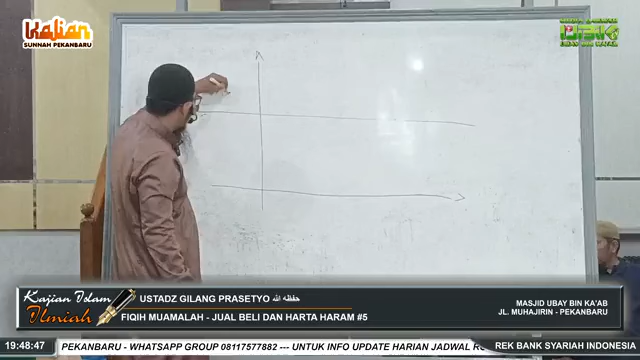 Kajian
SUNNAH PEKANBARU
UBK
Kajian Islam
Ilmiah
USTADZ GILANG PRASETYO حفظه الله
FIQIH MUAMALAH - JUAL BELI DAN HARTA HARAM #5
MASJID UBAY BIN KA'AB
JL. MUHAJIRIN - PEKANBARU
19:48:47
PEKANBARU - WHATSAPP GROUP 08117577882 --- UNTUK INFO UPDATE HARIAN JADWAL
REK BANK SYARIAH INDONESIA